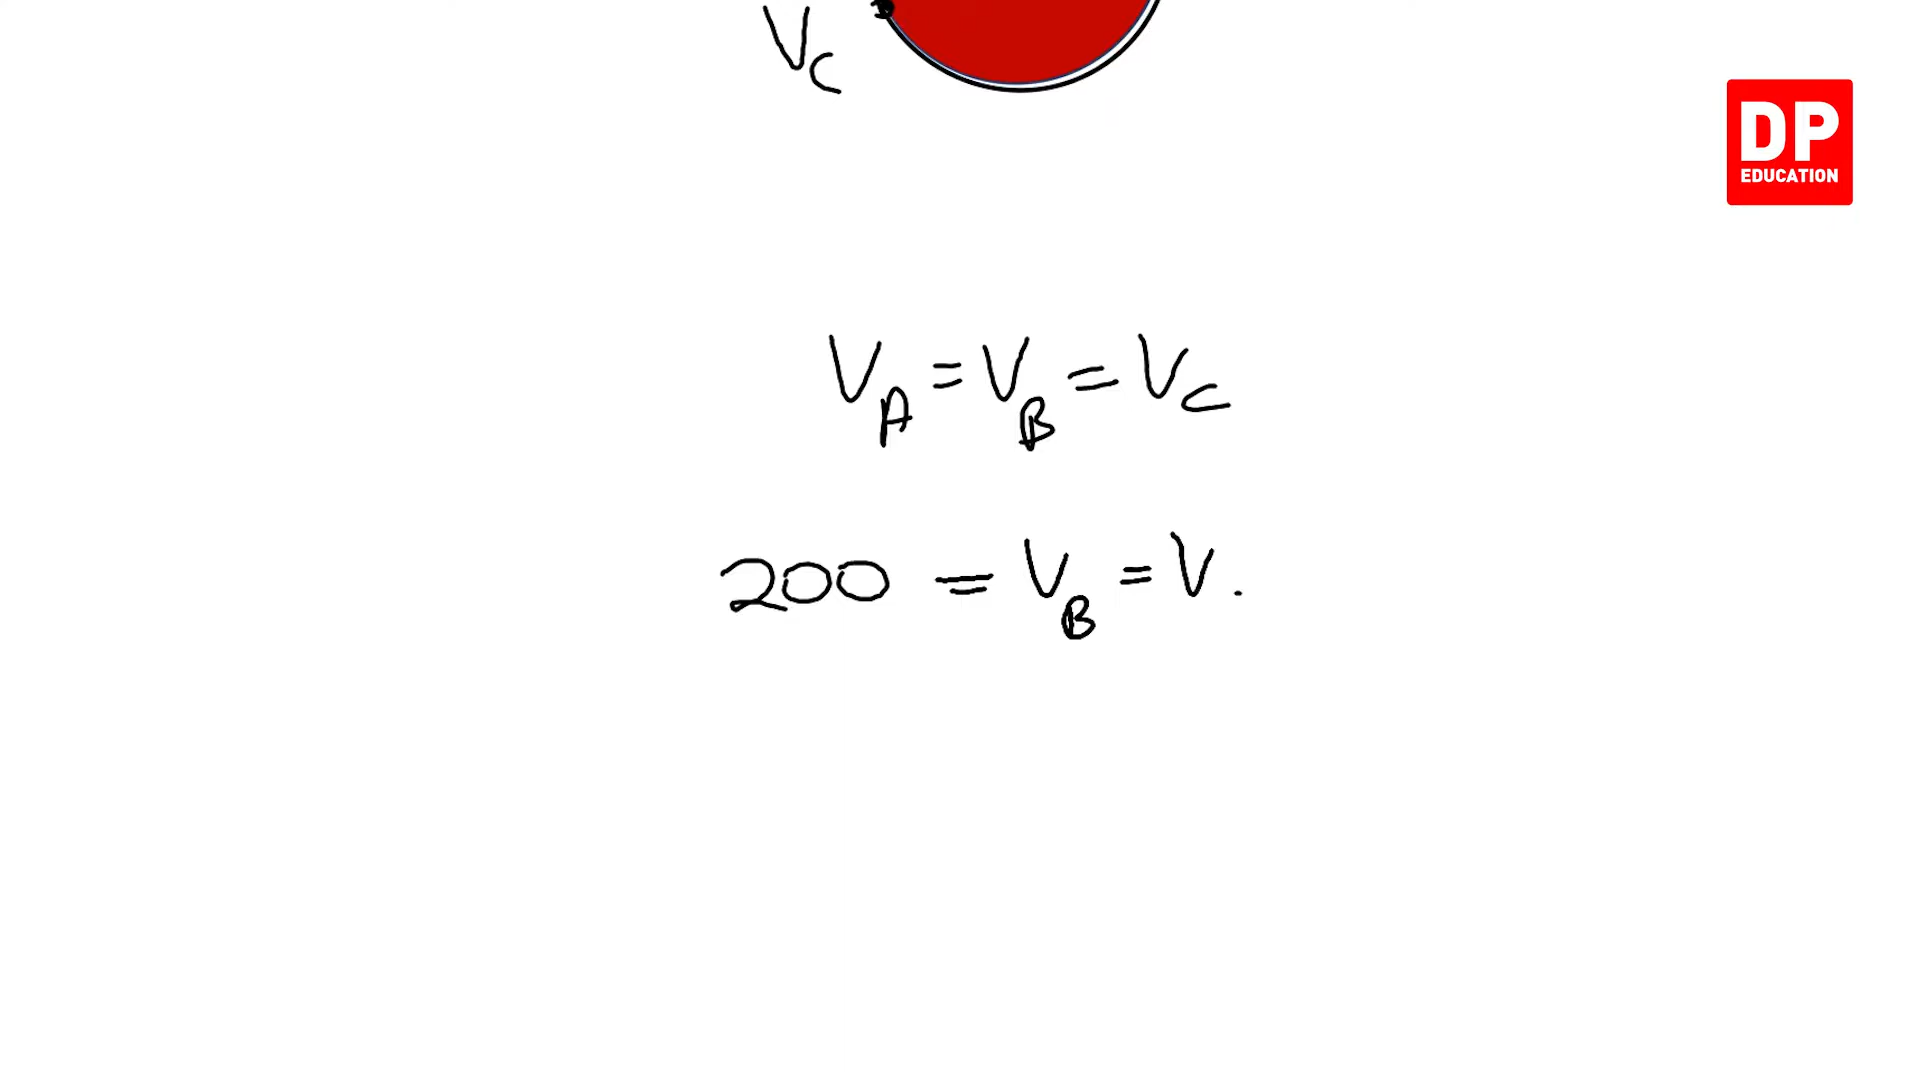 V_C
DP
EDUCATION
V_A = V_B = V_C
200 = V_B = V.